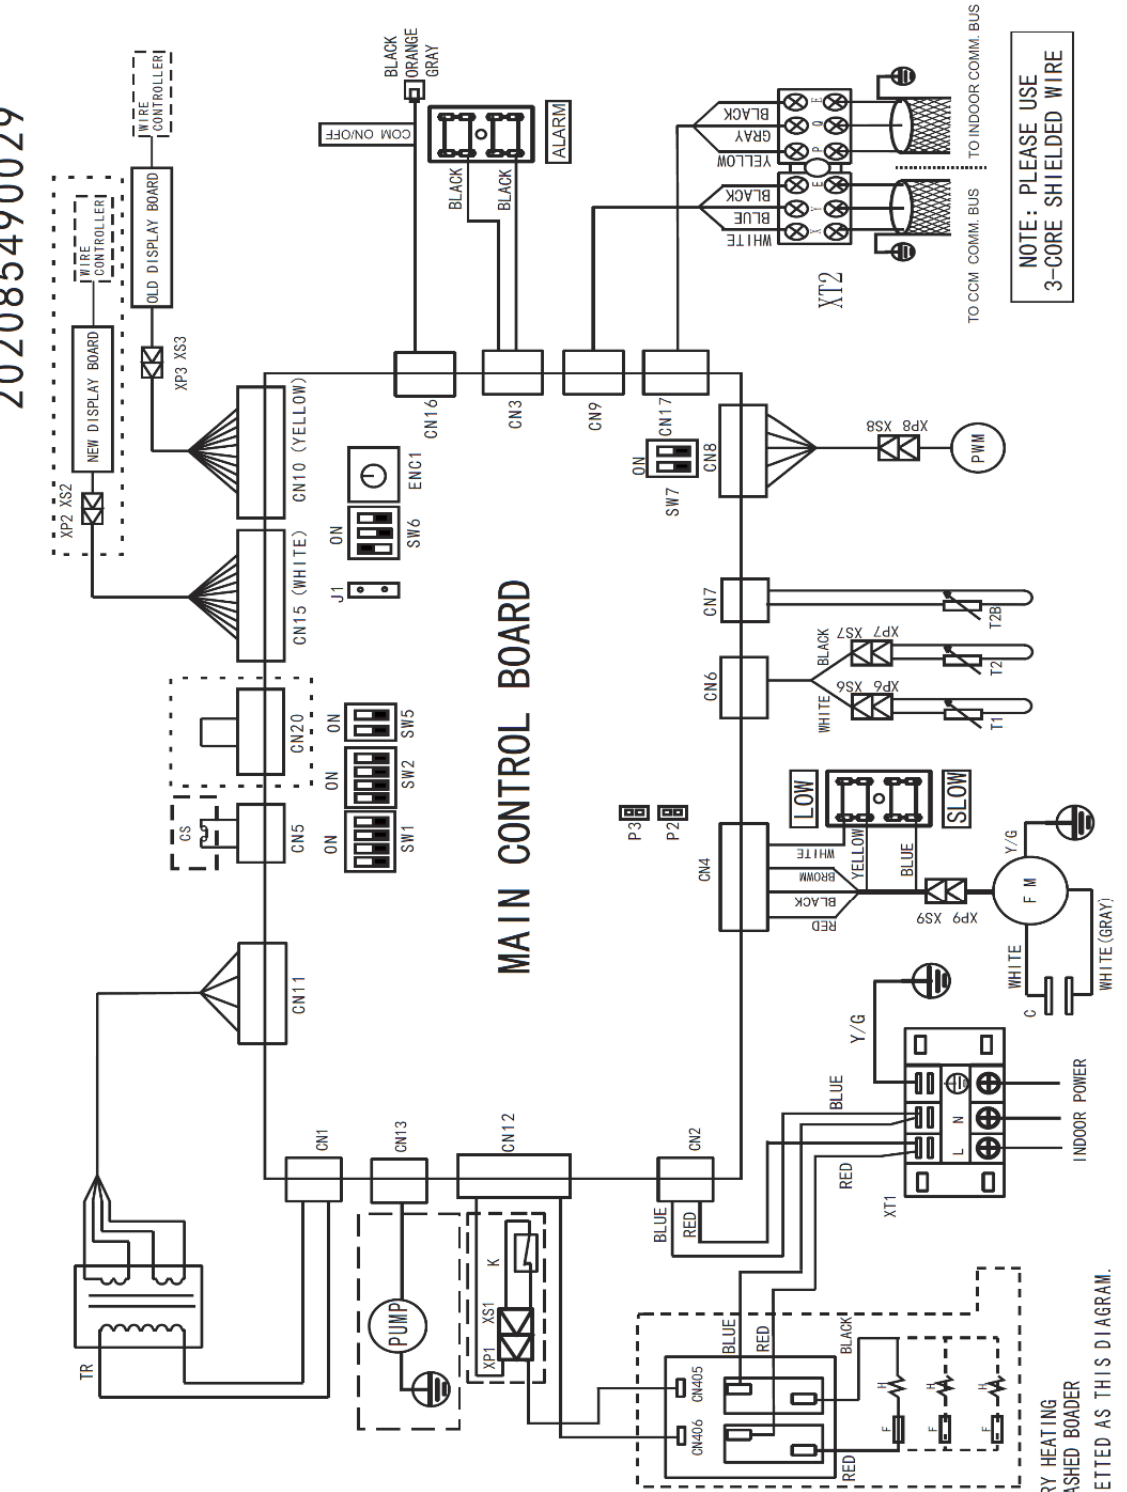 202085490029
WIRE
CONTROLLER
OLD DISPLAY BOARD
XP3 XS3
WIRE
CONTROLLER
NEW DISPLAY BOARD
XP2 XS2
BLACK
ORANGE
GRAY
COM ON/OFF
ALARM
BLACK
BLACK
CN16
CN3
CN9
CN17
BLACK
GRAY
YELLOW
BLACK
BLUE
WHITE
E
Q
P
E
Y
X
XT2
TO INDOOR COMM. BUS
TO CCM COMM. BUS
NOTE: PLEASE USE
3-CORE SHIELDED WIRE
CN10 (YELLOW)
CN15 (WHITE)
CN20
CS
CN5
CN11
ENC1
ON
SW6
J1
ON
SW5
ON
SW2
ON
SW1
MAIN CONTROL BOARD
ON
SW7
CN8
XS8
XP8
PWM
CN7
T2B
CN6
BLACK
WHITE
XS7
XP7
XS6
XP6
T2
T1
P3
P2
CN4
LOW
SLOW
WHITE
BROWM
BLACK
RED
YELLOW
BLUE
XS9 XP9
F M
Y/G
WHITE
WHITE(GRAY)
C
TR
CN1
CN13
PUMP
CN12
K
XP1 XS1
CN2
BLUE
RED
BLUE
RED
Y/G
XT1
L
N
INDOOR POWER
CN405
CN406
BLUE
RED
BLACK
RED
H
H
H
F
F
F
RY HEATING
ASHED BOADER
ETTED AS THIS DIAGRAM.